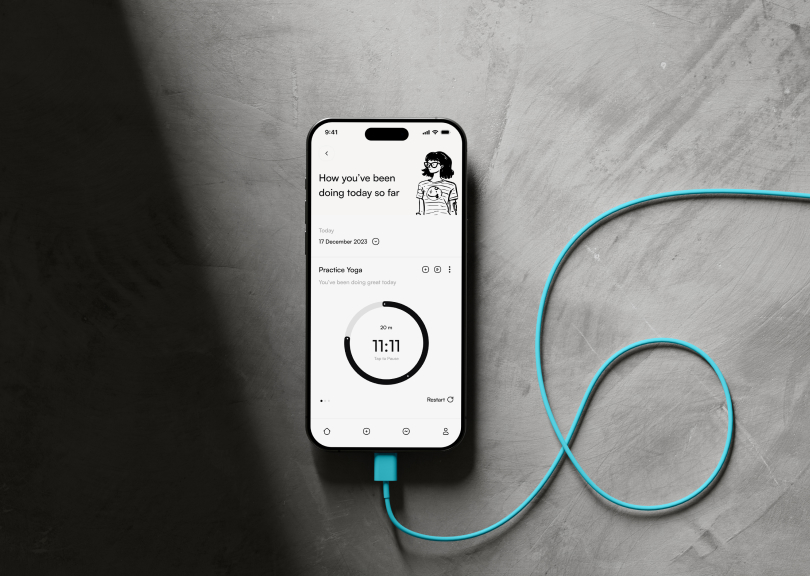 9:41
How you've been
doing today so far
Today
17 December 2023
Practice Yoga
You've been doing great today
20 m
11:11
Tap to Pause
Restart